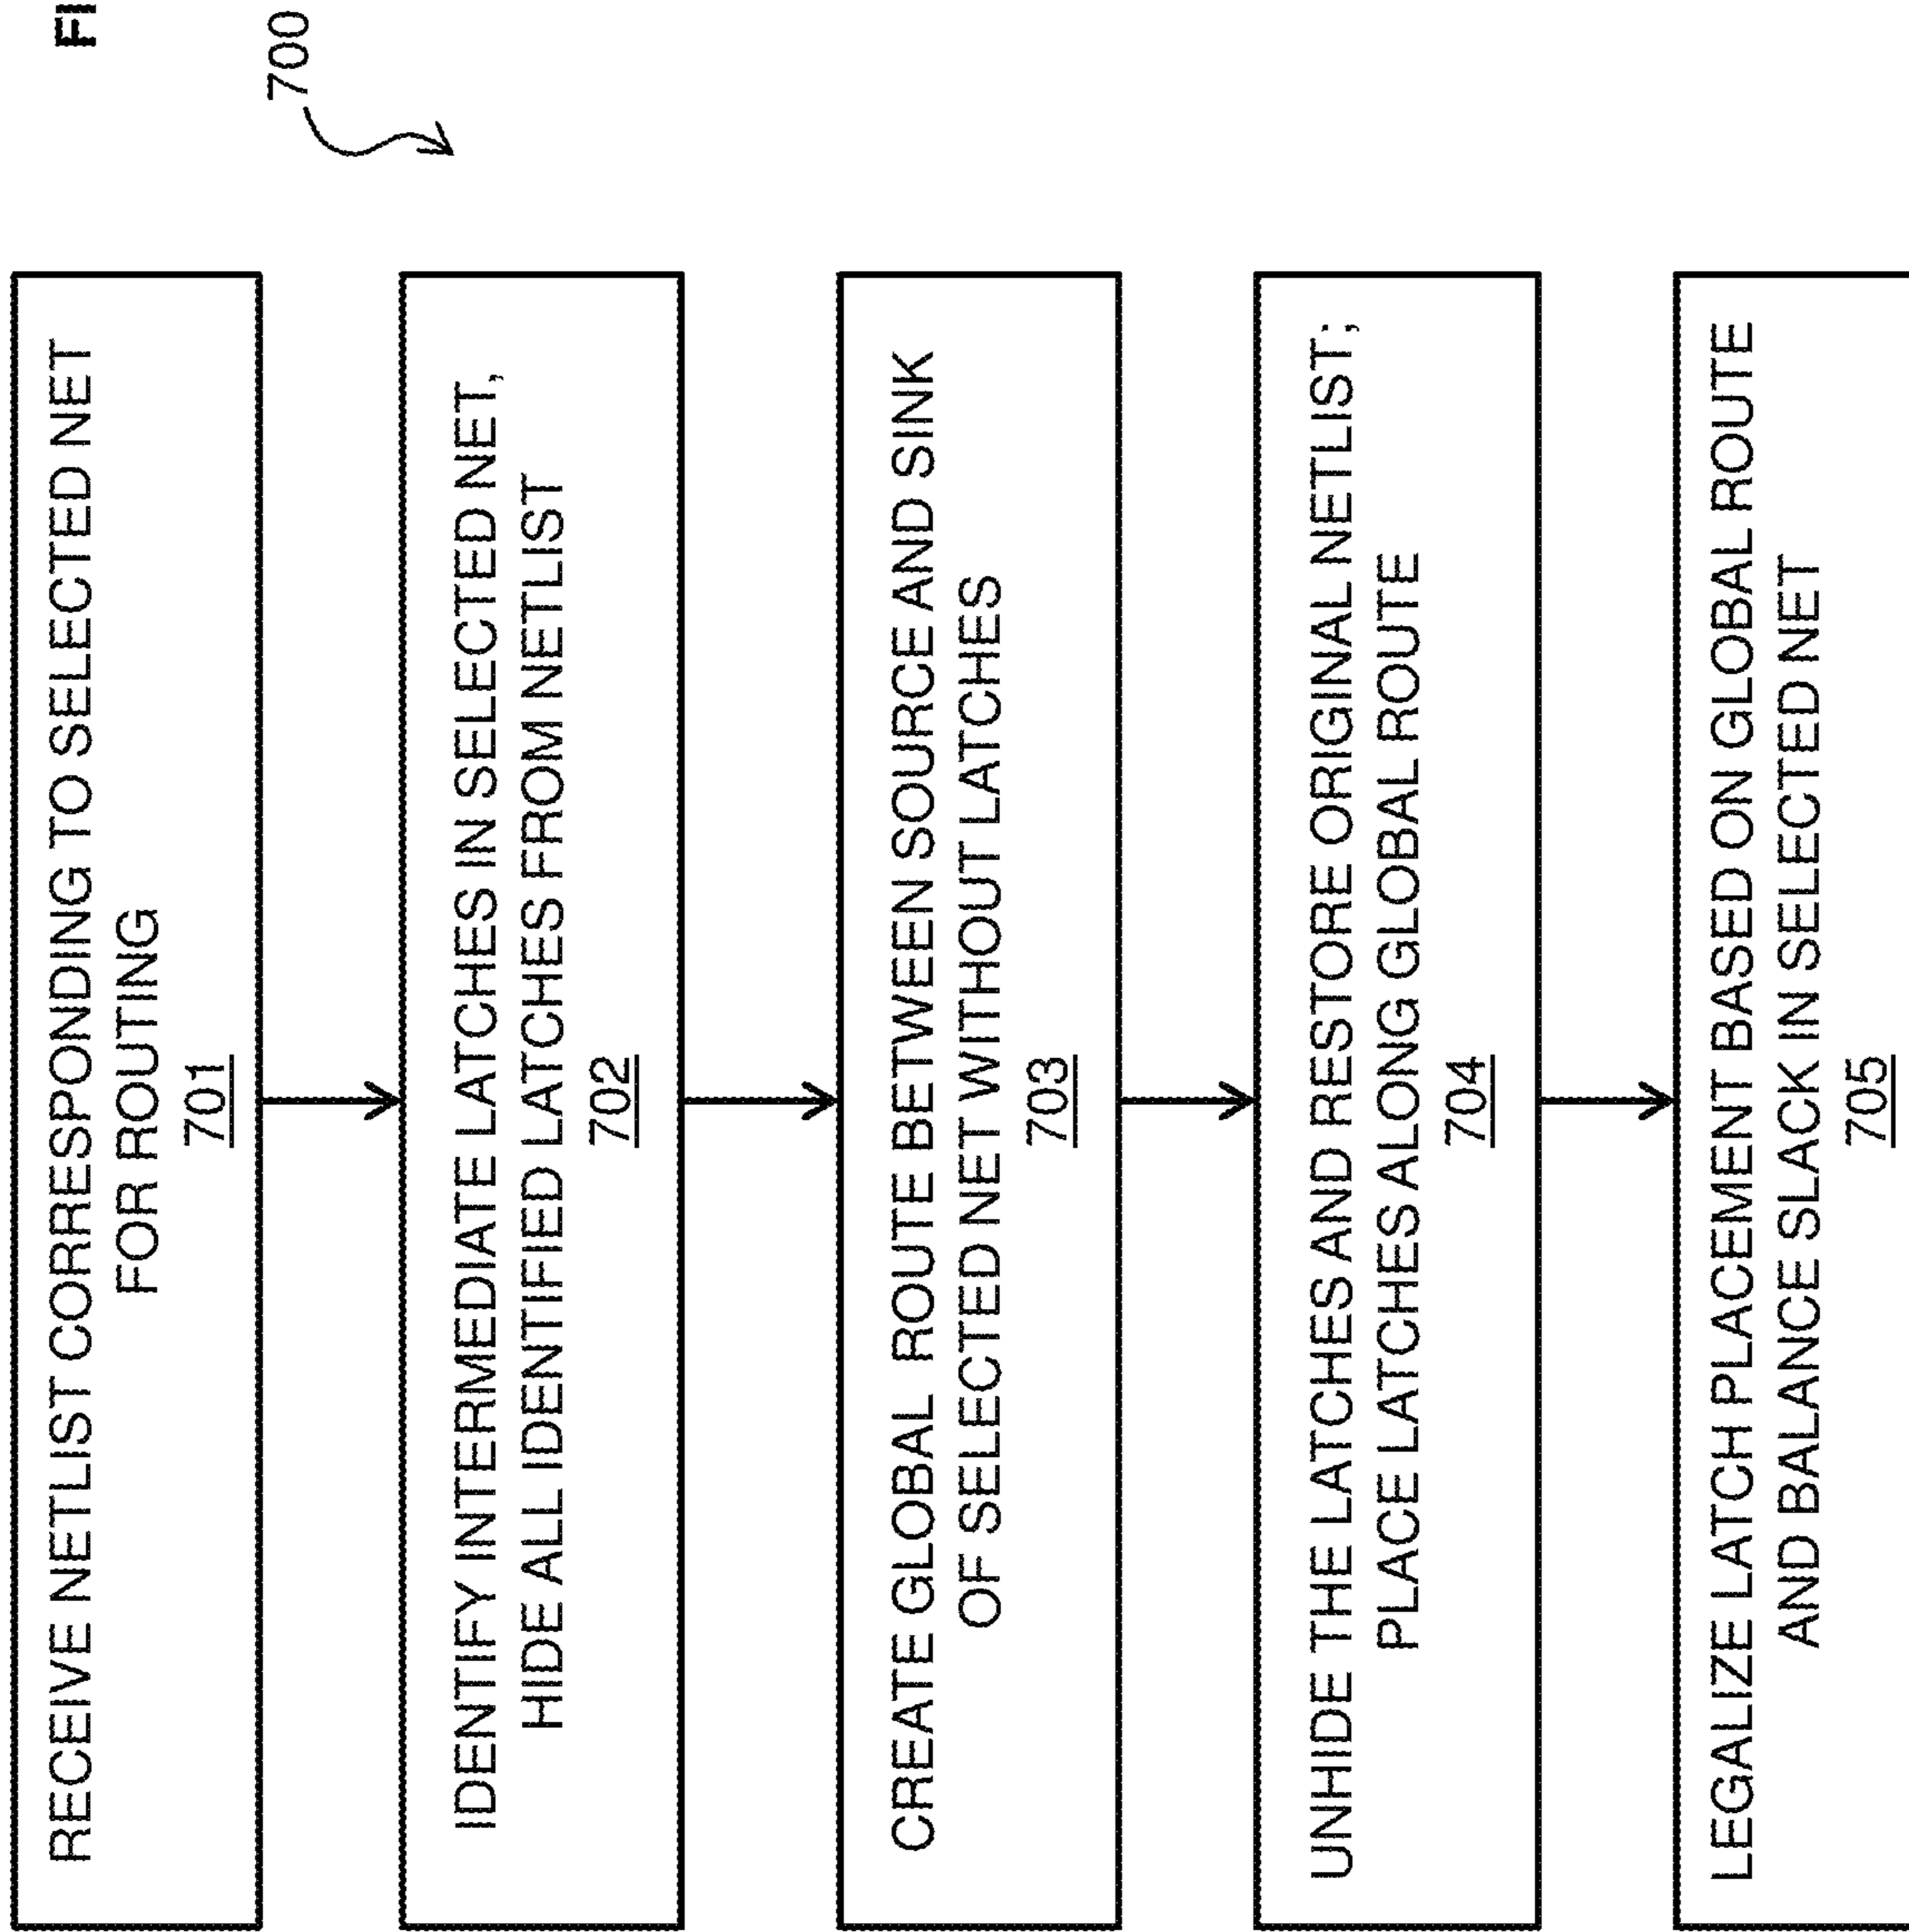 700
RECEIVE NETLIST CORRESPONDING TO SELECTED NET
FOR ROUTING
701
IDENTIFY INTERMEDIATE LATCHES IN SELECTED NET,
HIDE ALL IDENTIFIED LATCHES FROM NETLIST
702
CREATE GLOBAL ROUTE BETWEEN SOURCE AND SINK
OF SELECTED NET WITHOUT LATCHES
703
UNHIDE THE LATCHES AND RESTORE ORIGINAL NETLIST;
PLACE LATCHES ALONG GLOBAL ROUTE
704
LEGALIZE LATCH PLACEMENT BASED ON GLOBAL ROUTE
AND BALANCE SLACK IN SELECTED NET
705